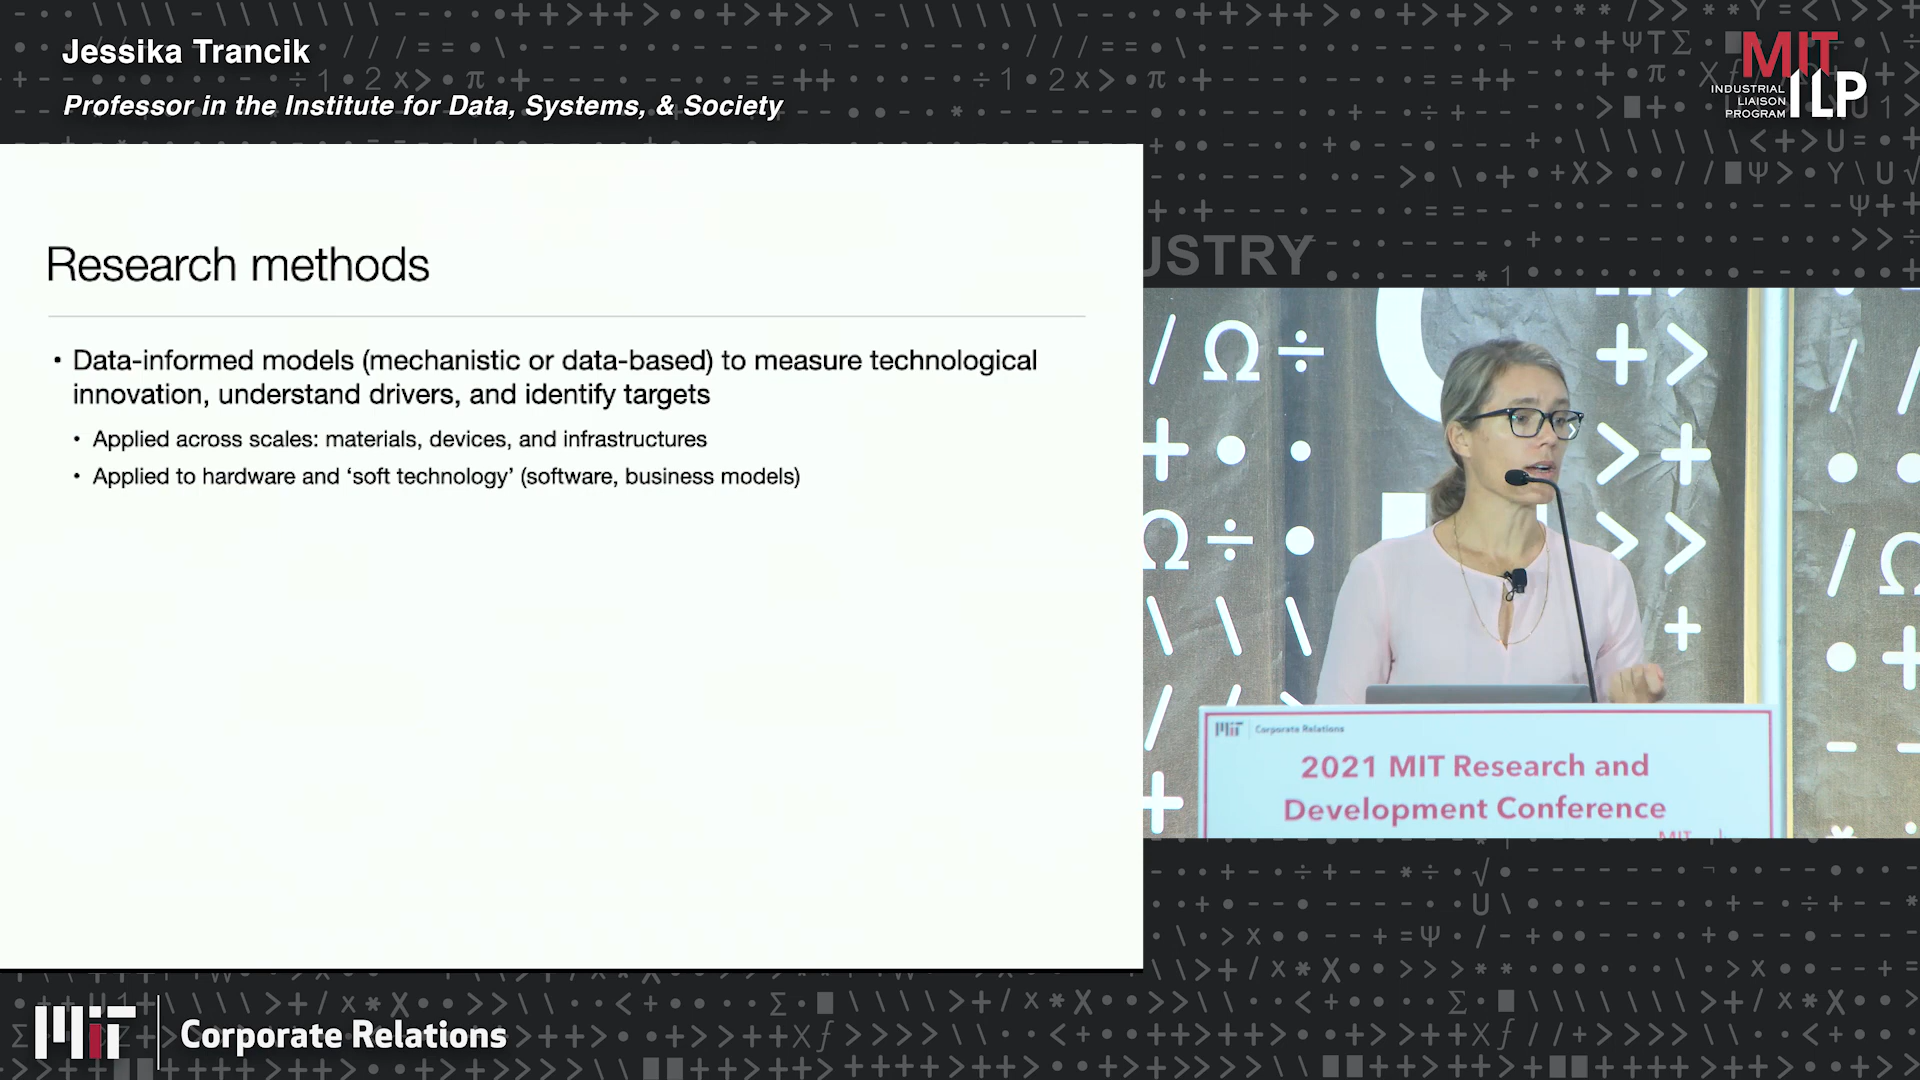 Jessika Trancik
Professor in the Institute for Data, Systems, & Society
MIT
ILP
INDUSTRIAL
LIAISON
PROGRAM
USTRY
Research methods
• Data-informed models (mechanistic or data-based) to measure technological
innovation, understand drivers, and identify targets
• Applied across scales: materials, devices, and infrastructures
• Applied to hardware and ‘soft technology’ (software, business models)
MIT Corporate Relations
2021 MIT Research and
Development Conference
MIT
MIT Corporate Relations